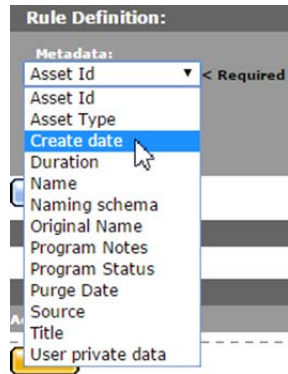 Rule Definition:
Metadata:
Asset Id ▼ < Required
Asset Id
Asset Type
Create date
Duration
Name
Naming schema
Original Name
Program Notes
Program Status
Purge Date
Source
Title
User private data